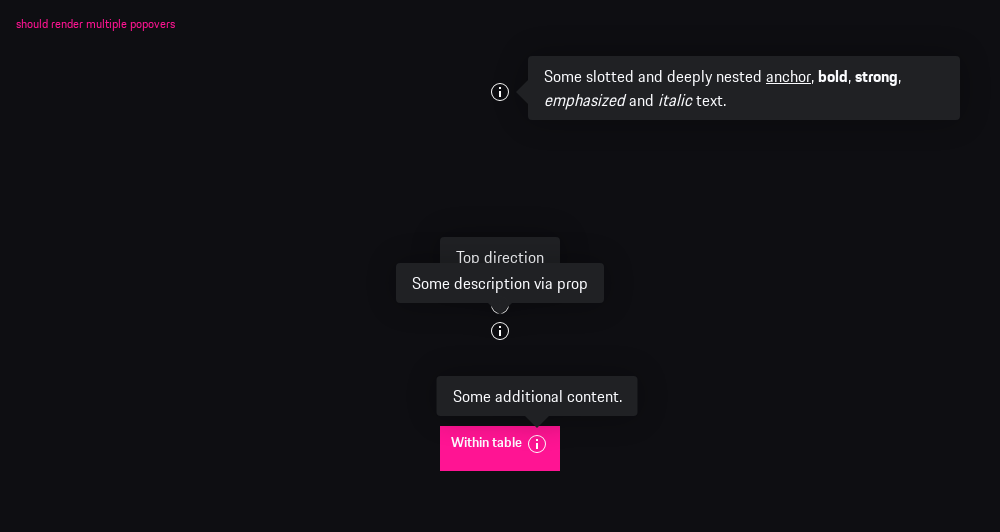 should render multiple popovers
Some slotted and deeply nested anchor, bold, strong,
emphasized and italic text.
Top direction
Some description via prop
Some additional content.
Within table